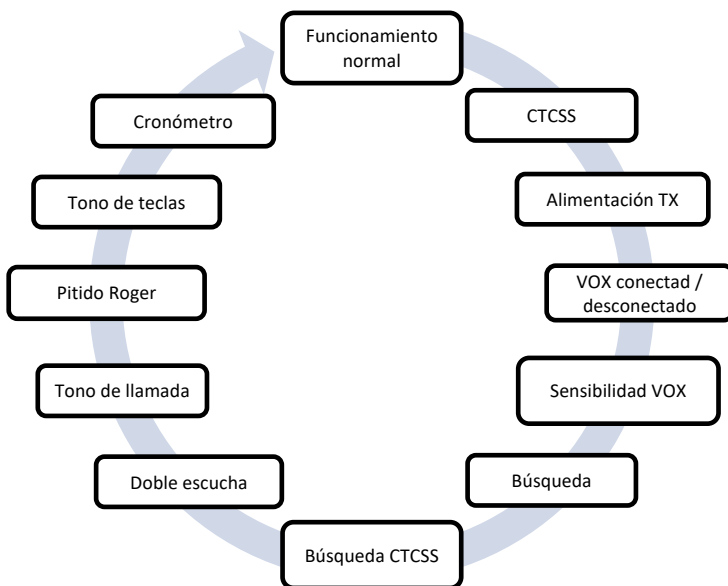 Funcionamiento
normal
CTCSS
Alimentación TX
VOX conectad /
desconectado
Sensibilidad VOX
Búsqueda
Búsqueda CTCSS
Doble escucha
Tono de llamada
Pitido Roger
Tono de teclas
Cronómetro